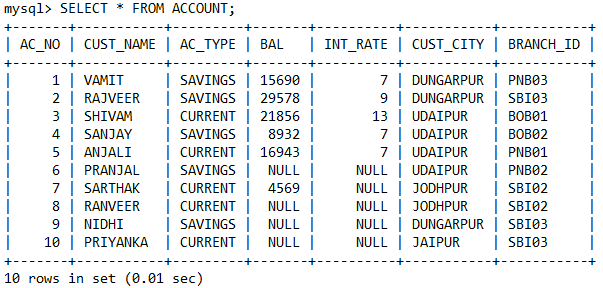 mysql> SELECT * FROM ACCOUNT;
+-------+-----------+---------+-------+----------+-----------+-----------+
| AC_NO | CUST_NAME | AC_TYPE | BAL   | INT_RATE | CUST_CITY | BRANCH_ID |
+-------+-----------+---------+-------+----------+-----------+-----------+
|     1 | VAMIT     | SAVINGS | 15690 |        7 | DUNGARPUR | PNB03     |
|     2 | RAJVEER   | SAVINGS | 29578 |        9 | DUNGARPUR | SBI03     |
|     3 | SHIVAM    | CURRENT | 21856 |       13 | UDAIPUR   | BOB01     |
|     4 | SANJAY    | SAVINGS |  8932 |        7 | UDAIPUR   | BOB02     |
|     5 | ANJALI    | CURRENT | 16943 |        7 | UDAIPUR   | PNB01     |
|     6 | PRANJAL   | SAVINGS |  NULL |     NULL | UDAIPUR   | PNB02     |
|     7 | SARTHAK   | CURRENT |  4569 |     NULL | JODHPUR   | SBI02     |
|     8 | RANVEER   | CURRENT |  NULL |     NULL | JODHPUR   | SBI02     |
|     9 | NIDHI     | SAVINGS |  NULL |     NULL | DUNGARPUR | SBI03     |
|    10 | PRIYANKA  | CURRENT |  NULL |     NULL | JAIPUR    | SBI03     |
+-------+-----------+---------+-------+----------+-----------+-----------+
10 rows in set (0.01 sec)